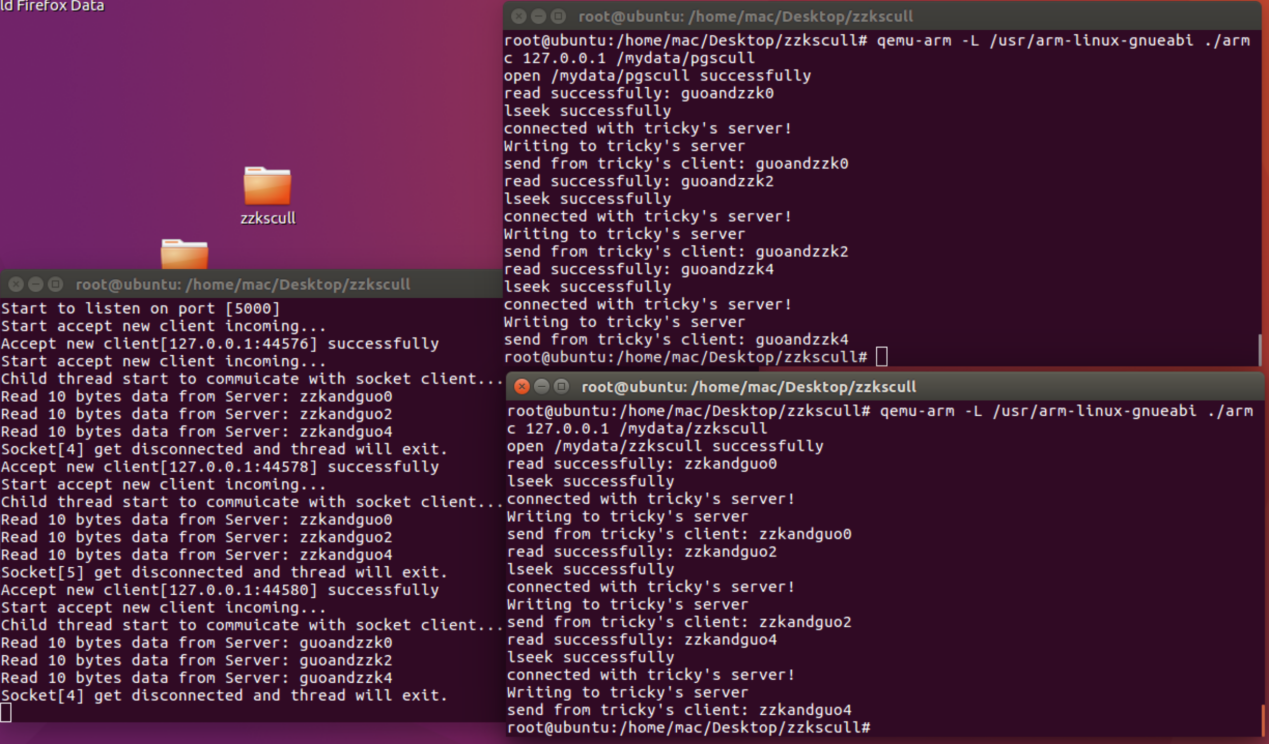 ld Firefox Data
zzkscull
root@ubuntu: /home/mac/Desktop/zzkscull
Start to listen on port [5000]
Start accept new client incoming...
Accept new client[127.0.0.1:44576] successfully
Start accept new client incoming...
Child thread start to commuicate with socket client...
Read 10 bytes data from Server: zzkandguo0
Read 10 bytes data from Server: zzkandguo2
Read 10 bytes data from Server: zzkandguo4
Socket[4] get disconnected and thread will exit.
Accept new client[127.0.0.1:44578] successfully
Start accept new client incoming...
Child thread start to commuicate with socket client...
Read 10 bytes data from Server: zzkandguo0
Read 10 bytes data from Server: zzkandguo2
Read 10 bytes data from Server: zzkandguo4
Socket[5] get disconnected and thread will exit.
Accept new client[127.0.0.1:44580] successfully
Start accept new client incoming...
Child thread start to commuicate with socket client...
Read 10 bytes data from Server: guoandzzk0
Read 10 bytes data from Server: guoandzzk2
Read 10 bytes data from Server: guoandzzk4
Socket[4] get disconnected and thread will exit.
root@ubuntu: /home/mac/Desktop/zzkscull
root@ubuntu:/home/mac/Desktop/zzkscull# qemu-arm -L /usr/arm-linux-gnueabi ./arm
c 127.0.0.1 /mydata/pgscull
open /mydata/pgscull successfully
read successfully: guoandzzk0
lseek successfully
connected with tricky's server!
Writing to tricky's server
send from tricky's client: guoandzzk0
read successfully: guoandzzk2
lseek successfully
connected with tricky's server!
Writing to tricky's server
send from tricky's client: guoandzzk2
read successfully: guoandzzk4
lseek successfully
connected with tricky's server!
Writing to tricky's server
send from tricky's client: guoandzzk4
root@ubuntu:/home/mac/Desktop/zzkscull#
root@ubuntu: /home/mac/Desktop/zzkscull
root@ubuntu:/home/mac/Desktop/zzkscull# qemu-arm -L /usr/arm-linux-gnueabi ./arm
c 127.0.0.1 /mydata/zzkscull
open /mydata/zzkscull successfully
read successfully: zzkandguo0
lseek successfully
connected with tricky's server!
Writing to tricky's server
send from tricky's client: zzkandguo0
read successfully: zzkandguo2
lseek successfully
connected with tricky's server!
Writing to tricky's server
send from tricky's client: zzkandguo2
read successfully: zzkandguo4
lseek successfully
connected with tricky's server!
Writing to tricky's server
send from tricky's client: zzkandguo4
root@ubuntu:/home/mac/Desktop/zzkscull#